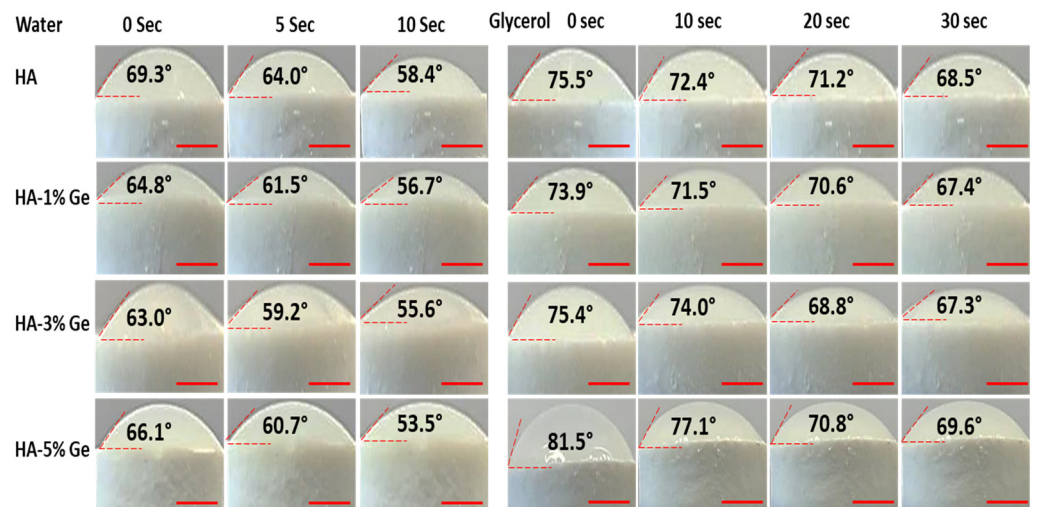 Water 0 Sec 5 Sec 10 Sec Glycerol 0 sec 10 sec 20 sec 30 sec
HA 69.3° 64.0° 58.4° 75.5° 72.4° 71.2° 68.5°
HA-1% Ge 64.8° 61.5° 56.7° 73.9° 71.5° 70.6° 67.4°
HA-3% Ge 63.0° 59.2° 55.6° 75.4° 74.0° 68.8° 67.3°
HA-5% Ge 66.1° 60.7° 53.5° 81.5° 77.1° 70.8° 69.6°